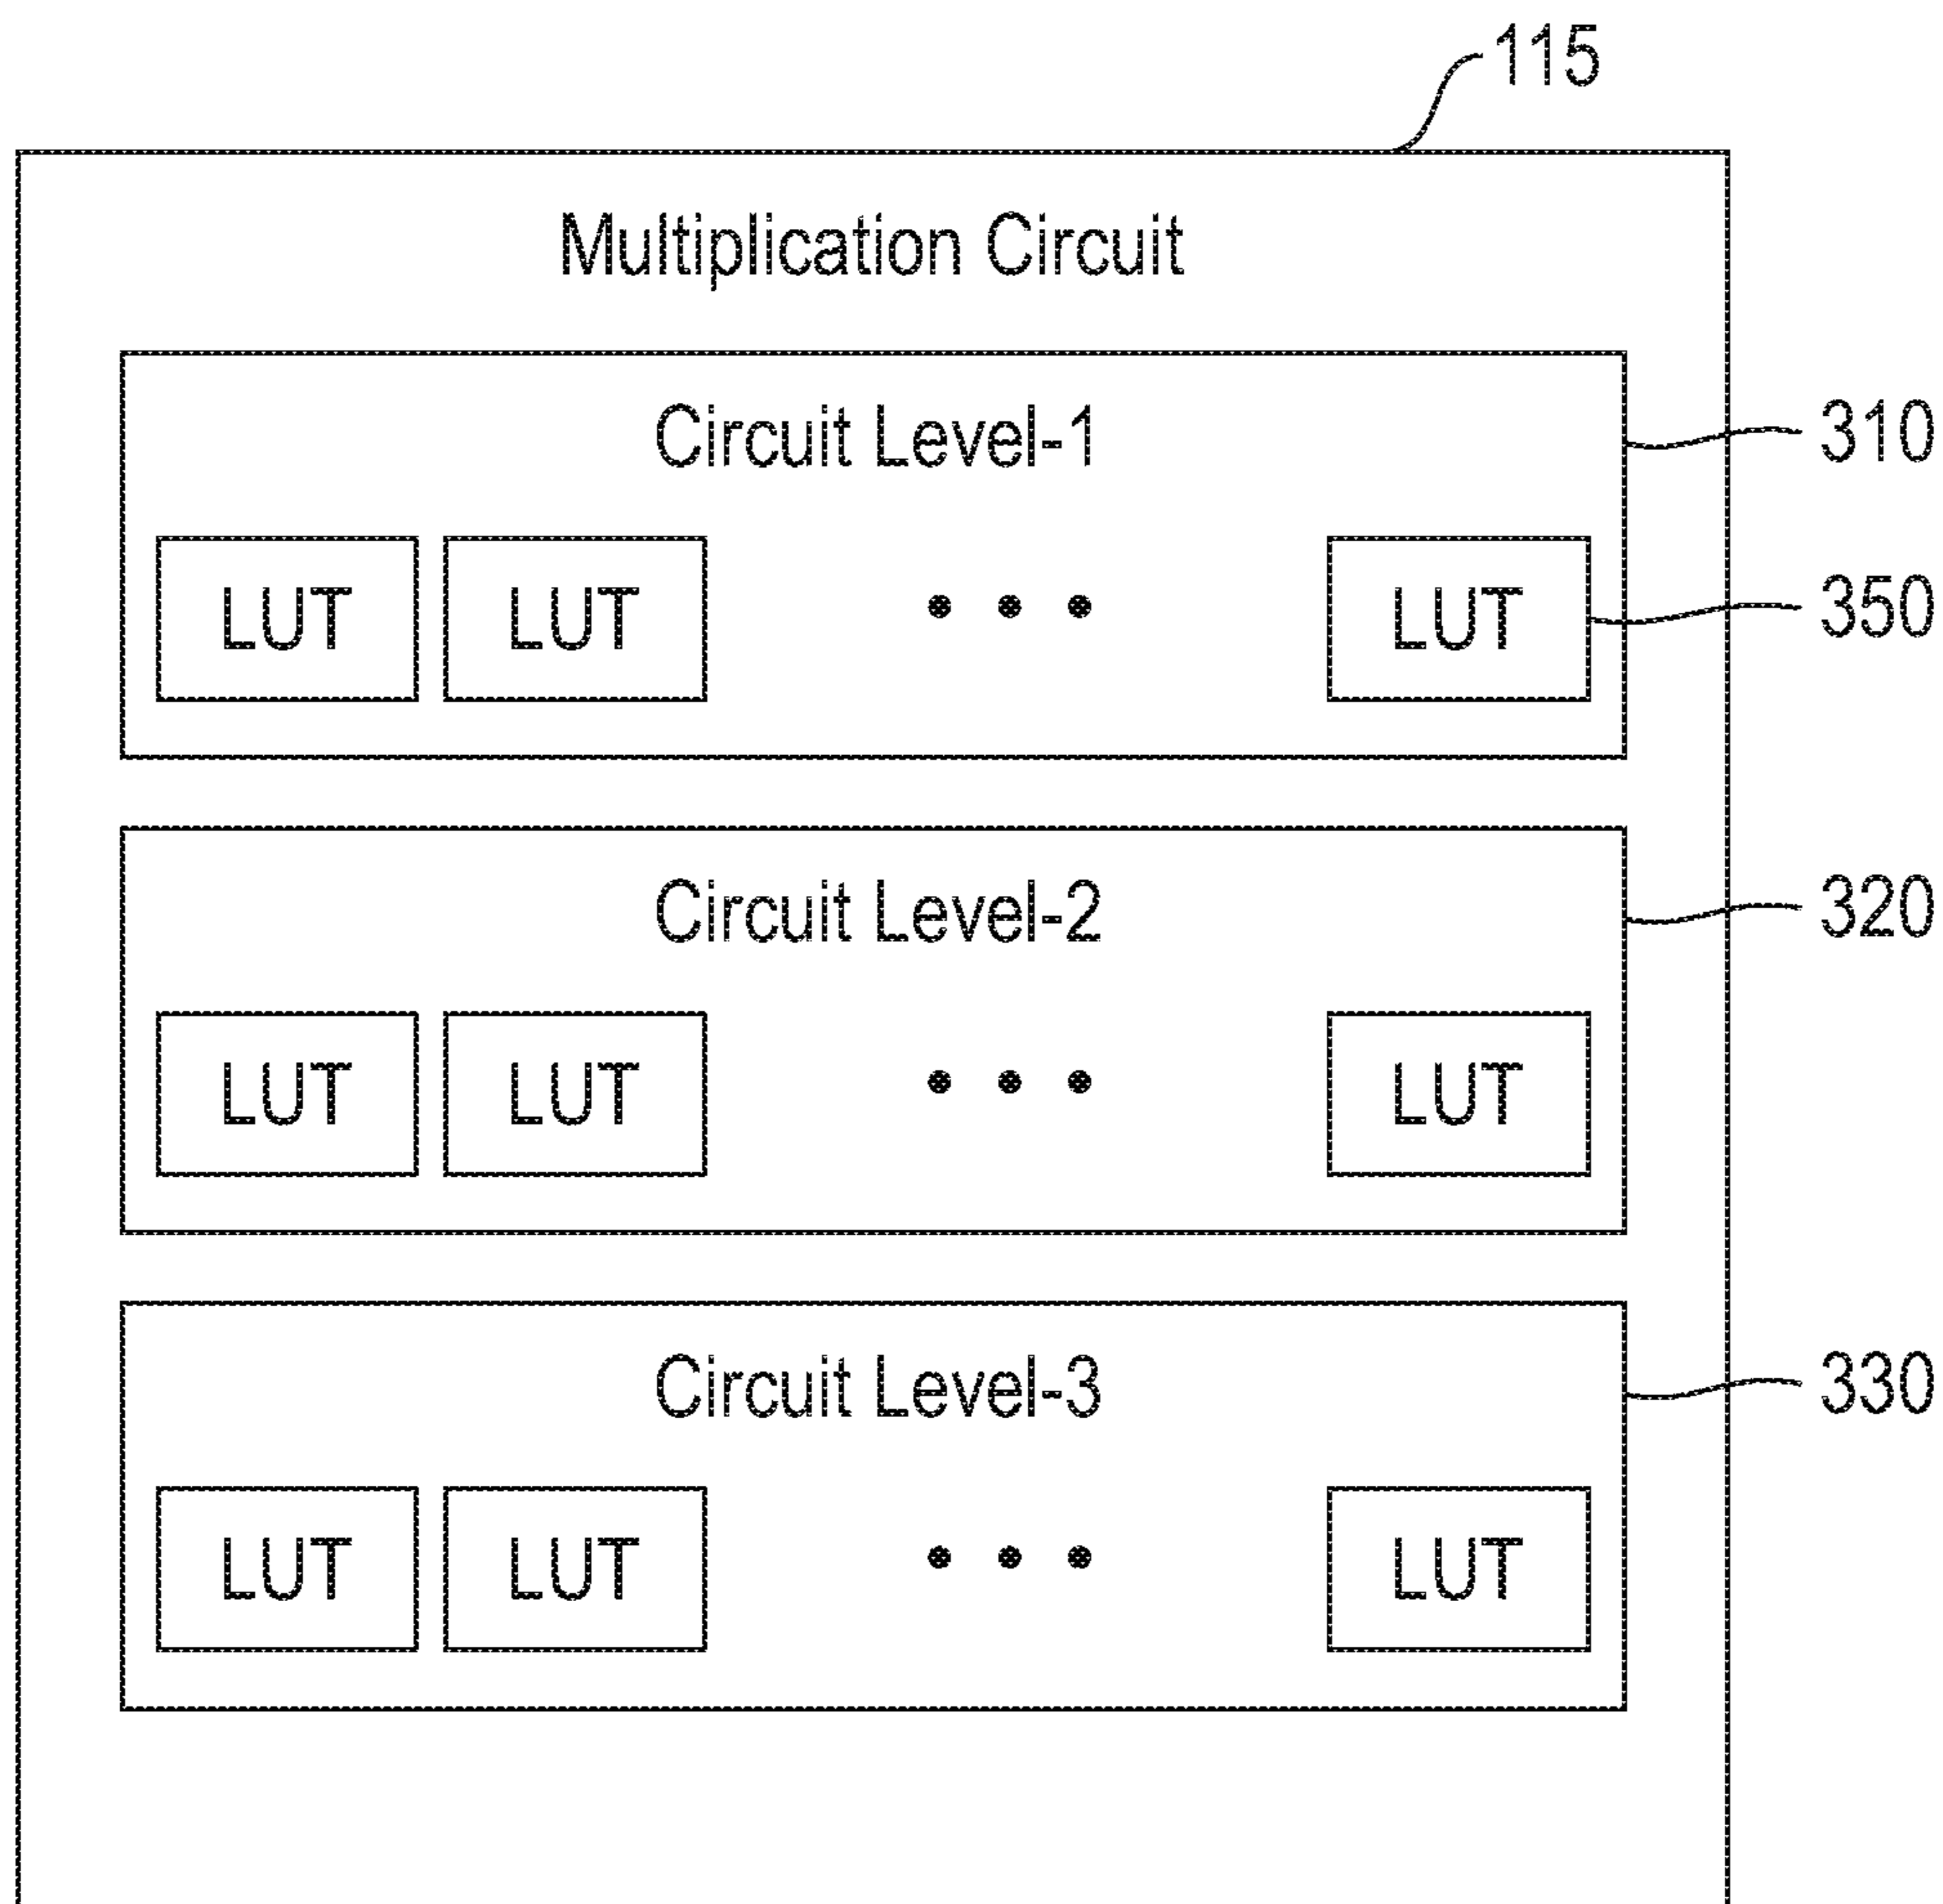 115
Multiplication Circuit
Circuit Level-1
310
LUT LUT • • • LUT
350
Circuit Level-2
320
LUT LUT • • • LUT
Circuit Level-3
330
LUT LUT • • • LUT